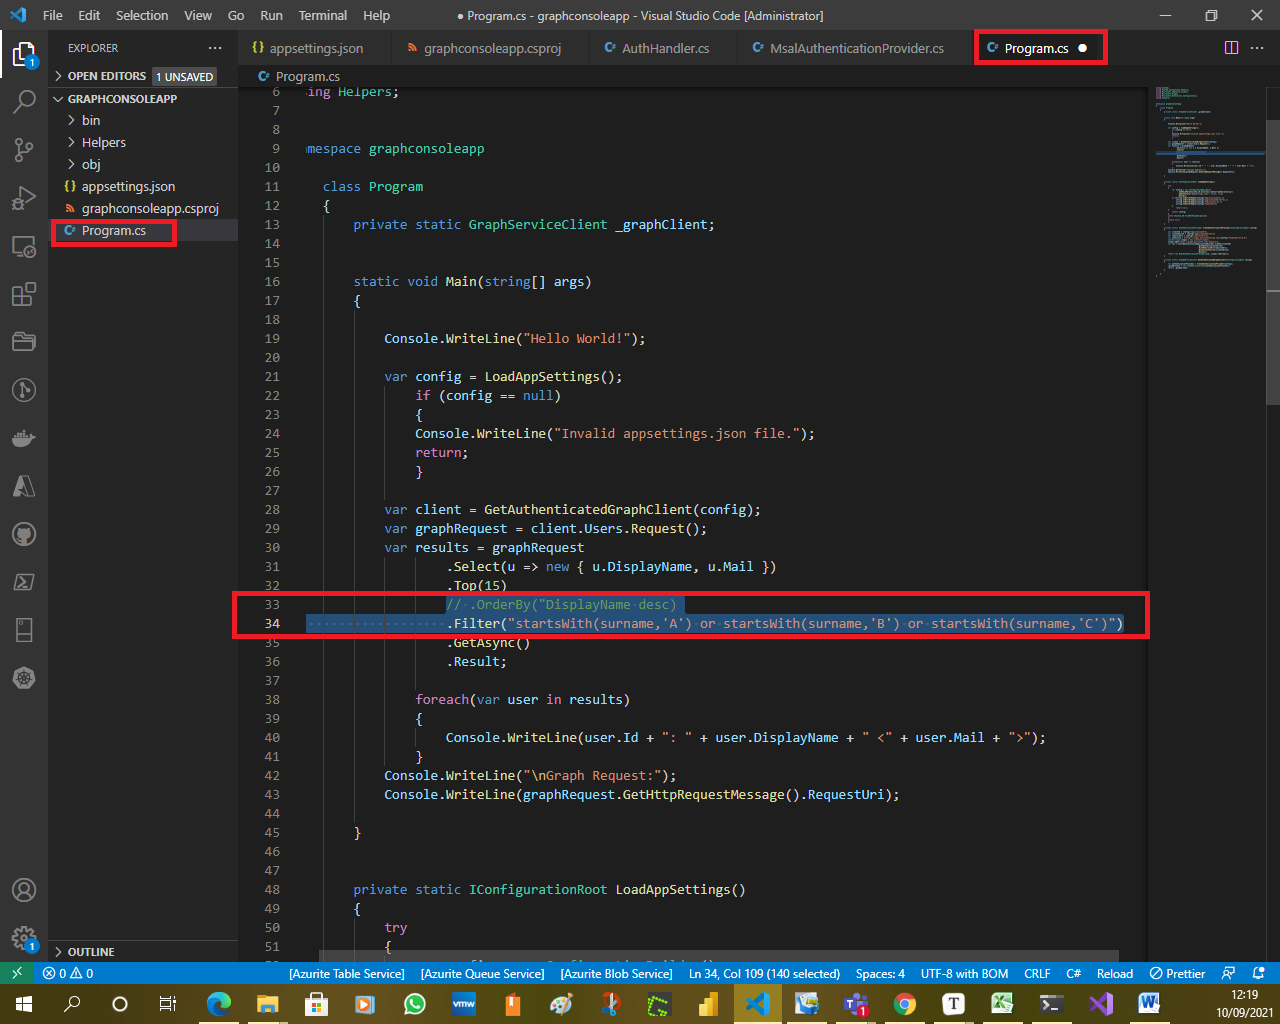 File Edit Selection View Go Run Terminal Help ● Program.cs - graphconsoleapp - Visual Studio Code [Administrator]
EXPLORER ···
{} appsettings.json graphconsoleapp.csproj C# AuthHandler.cs C# MsalAuthenticationProvider.cs C# Program.cs ● ···
1
OPEN EDITORS 1 UNSAVED
C# Program.cs
GRAPHCONSOLEAPP
bin
Helpers
obj
{} appsettings.json
graphconsoleapp.csproj
C# Program.cs
6 ing Helpers;
7
8
9 mespace graphconsoleapp
10
11 class Program
12 {
13 private static GraphServiceClient _graphClient;
14
15
16 static void Main(string[] args)
17 {
18
19 Console.WriteLine("Hello World!");
20
21 var config = LoadAppSettings();
22 if (config == null)
23 {
24 Console.WriteLine("Invalid appsettings.json file.");
25 return;
26 }
27
28 var client = GetAuthenticatedGraphClient(config);
29 var graphRequest = client.Users.Request();
30 var results = graphRequest
31 .Select(u => new { u.DisplayName, u.Mail })
32 .Top(15)
33 // .OrderBy("DisplayName desc)
34 .Filter("startsWith(surname,'A') or startsWith(surname,'B') or startsWith(surname,'C')")
35 .GetAsync()
36 .Result;
37
38 foreach(var user in results)
39 {
40 Console.WriteLine(user.Id + ": " + user.DisplayName + " <" + user.Mail + ">");
41 }
42 Console.WriteLine("\nGraph Request:");
43 Console.WriteLine(graphRequest.GetHttpRequestMessage().RequestUri);
44
45 }
46
47
48 private static IConfigurationRoot LoadAppSettings()
49 {
50 try
51 {
1
OUTLINE
0 0 [Azurite Table Service] [Azurite Queue Service] [Azurite Blob Service] Ln 34, Col 109 (140 selected) Spaces: 4 UTF-8 with BOM CRLF C# Reload Prettier
vmw T 1 T W
12:19
10/09/2021